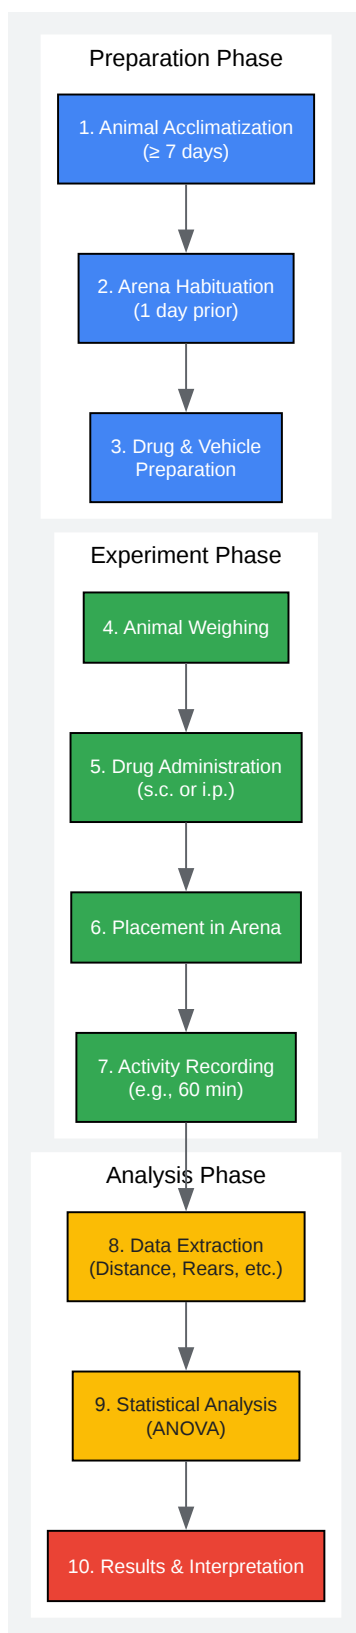 Preparation Phase
1. Animal Acclimatization
(≥ 7 days)
2. Arena Habituation
(1 day prior)
3. Drug & Vehicle
Preparation
Experiment Phase
4. Animal Weighing
5. Drug Administration
(s.c. or i.p.)
6. Placement in Arena
7. Activity Recording
(e.g., 60 min)
Analysis Phase
8. Data Extraction
(Distance, Rears, etc.)
9. Statistical Analysis
(ANOVA)
10. Results & Interpretation